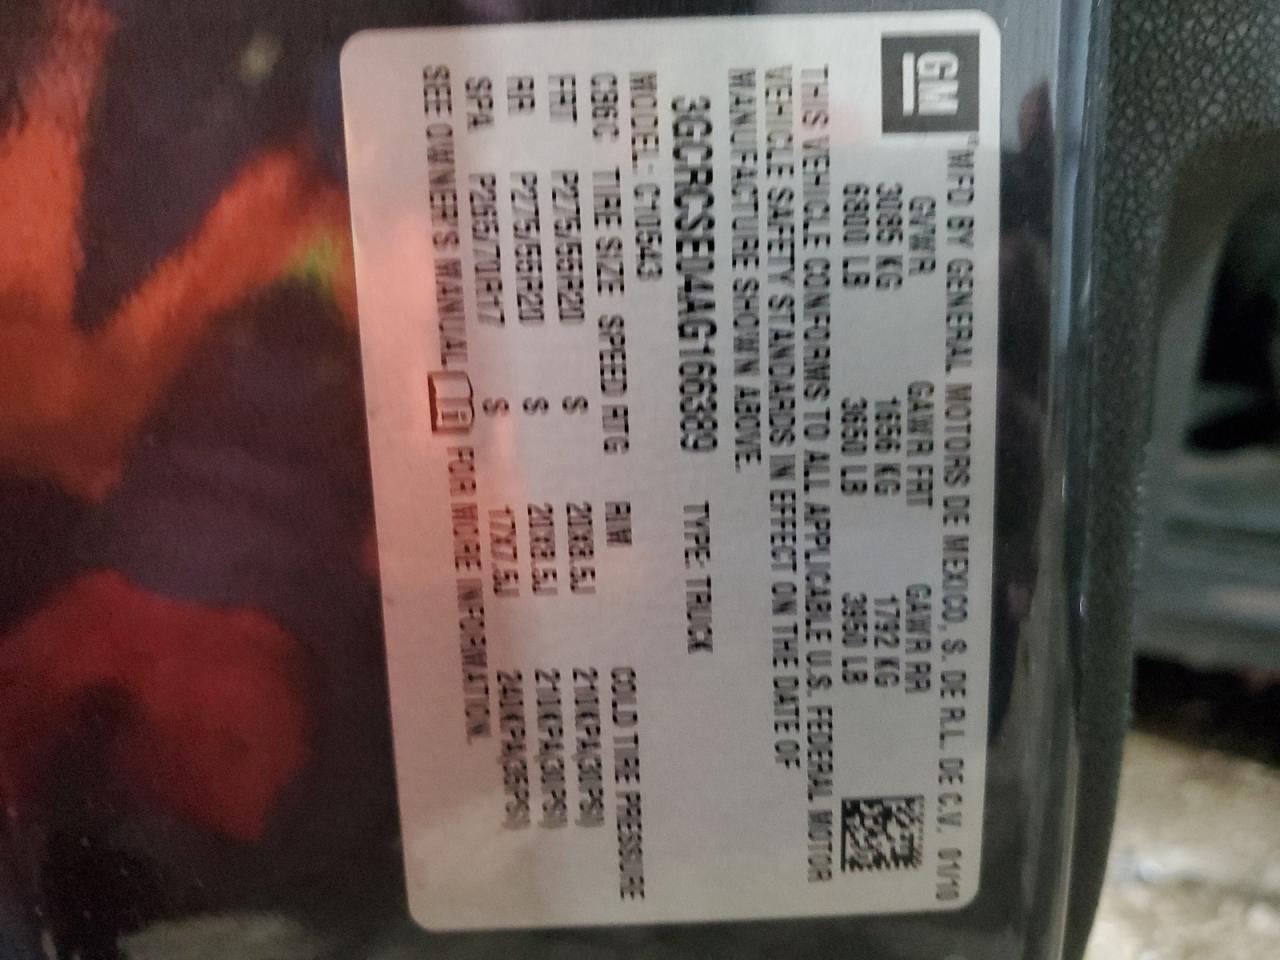 GM
MFD BY GENERAL MOTORS DE MEXICO, S. DE R.L. DE C.V. 01/10
GVWR GAWR FRT GAWR RR
3085 KG 1656 KG 1792 KG
6800 LB 3650 LB 3950 LB
THIS VEHICLE CONFORMS TO ALL APPLICABLE U.S. FEDERAL MOTOR
VEHICLE SAFETY STANDARDS IN EFFECT ON THE DATE OF
MANUFACTURE SHOWN ABOVE.
3GCRCSE04AG166389 TYPE: TRUCK
MODEL: C10543
C86C TIRE SIZE SPEED RTG RIM COLD TIRE PRESSURE
FRT P275/55R20 S 20X8.5J 210KPA(30PSI)
RR P275/55R20 S 20X8.5J 210KPA(30PSI)
SPA P265/70R17 S 17X7.5J 240KPA(35PSI)
SEE OWNER'S MANUAL FOR MORE INFORMATION.